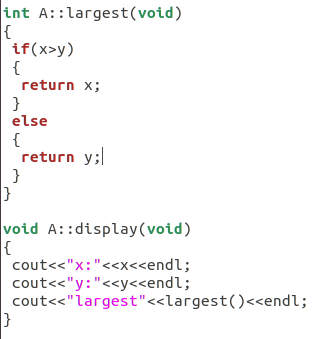 int A::largest(void)
{
 if(x>y)
 {
  return x;
 }
 else
 {
  return y;
 }
}

void A::display(void)
{
 cout<<"x:"<<x<<endl;
 cout<<"y:"<<y<<endl;
 cout<<"largest"<<largest()<<endl;
}